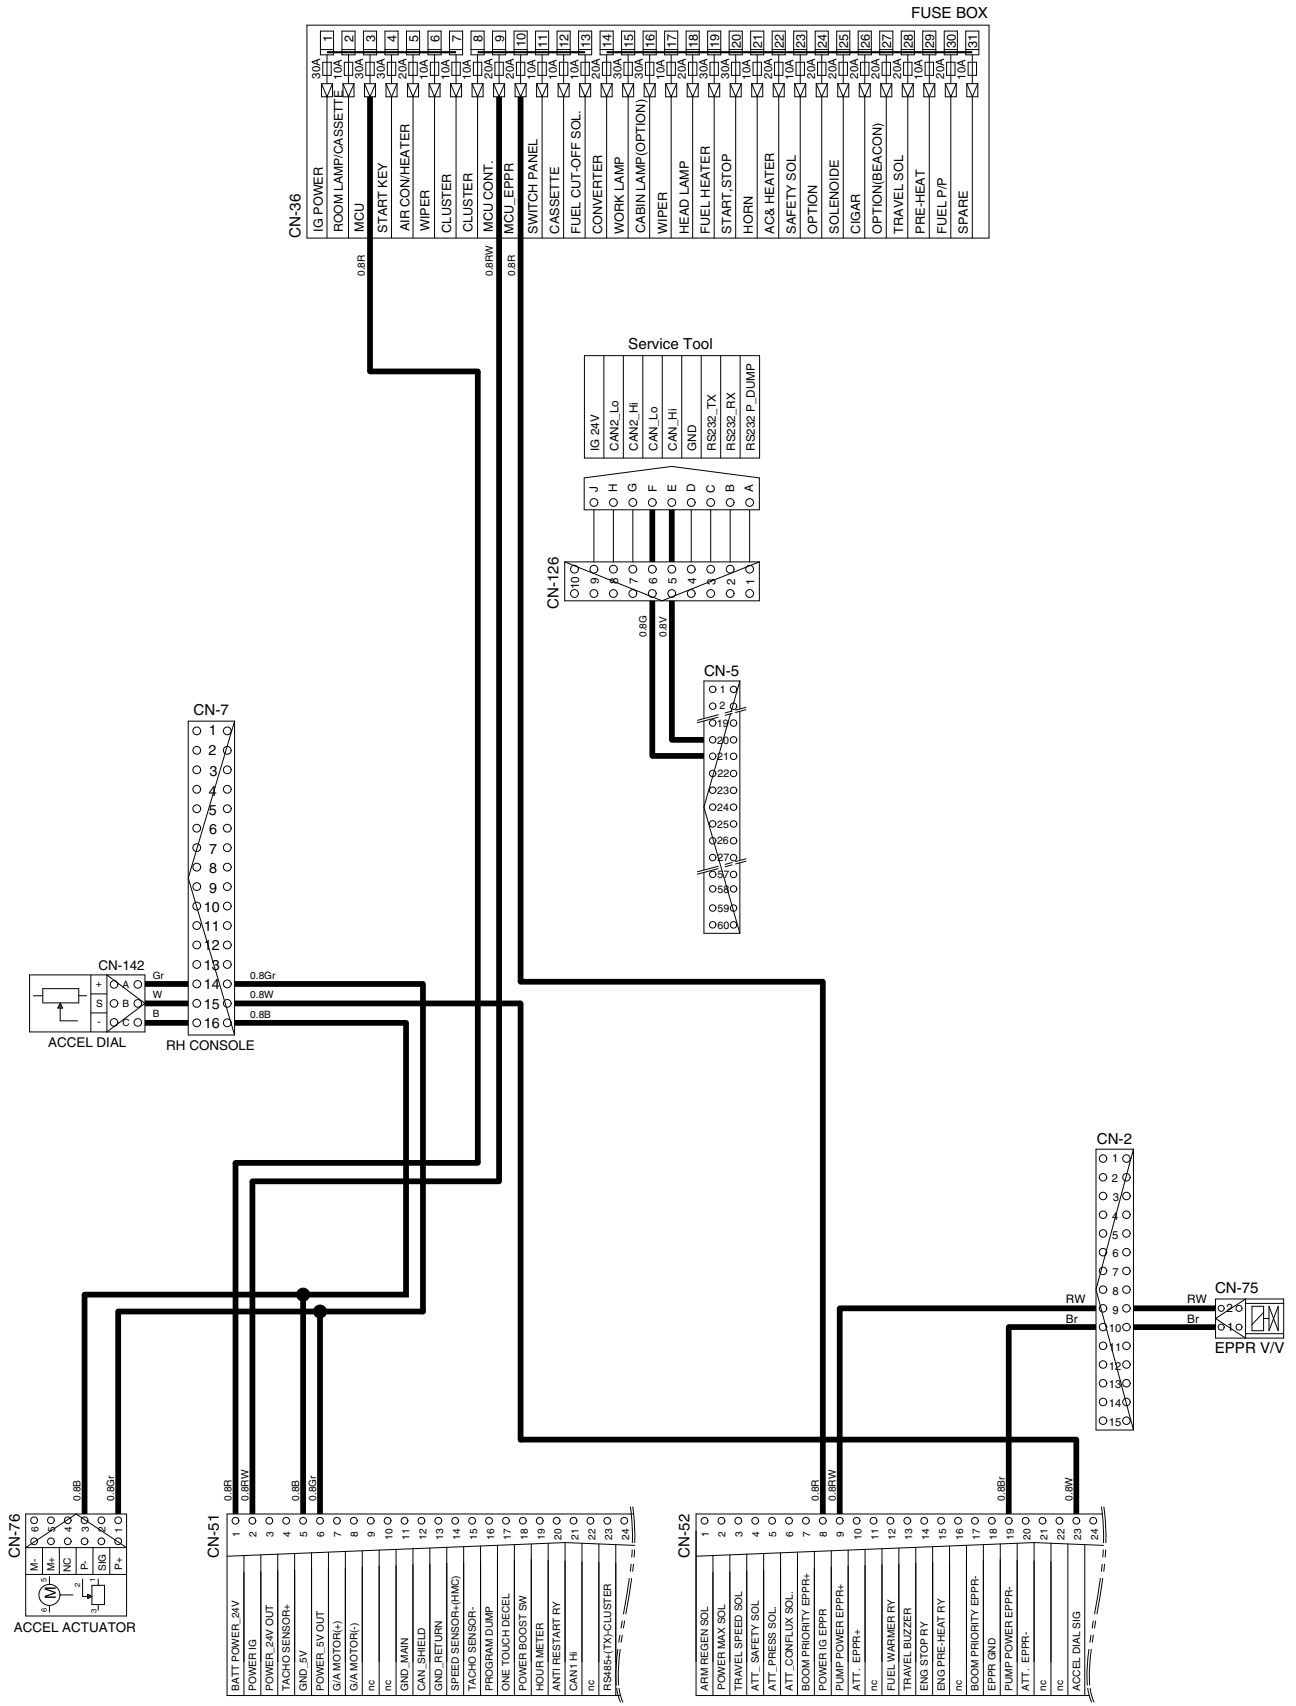 FUSE BOX
CN-36
1 2 3 4 5 6 7 8 9 10 11 12 13 14 15 16 17 18 19 20 21 22 23 24 25 26 27 28 29 30 31
30A 10A 30A 30A 20A 10A 10A 10A 20A 20A 10A 10A 10A 20A 20A 10A 20A 20A 30A 10A 10A 20A 10A 20A 20A 10A 10A 20A 20A 10A 30A 10A
IG POWER
ROOM LAMP/CASSETTE
MCU
START KEY
AIR CON/HEATER
WIPER
CLUSTER
CLUSTER
MCU CONT.
MCU_EPPR
SWITCH PANEL
CASSETTE
FUEL CUT-OFF SOL.
CONVERTER
WORK LAMP
CABIN LAMP(OPTION)
WIPER
HEAD LAMP
FUEL HEATER
START,STOP
HORN
AC& HEATER
SAFETY SOL
OPTION
SOLENOIDE
CIGAR
OPTION(BEACON)
TRAVEL SOL
PRE-HEAT
FUEL P/P
SPARE
0.8R
0.8RW
0.8R
Service Tool
IG 24V
CAN2_Lo
CAN2_Hi
CAN_Lo
CAN_Hi
GND
RS232_TX
RS232_RX
RS232 P_DUMP
J H G F E D C B A
CN-126
10 9 8 7 6 5 4 3 2 1
0.8G
0.8V
CN-5
1
2
19
20
21
22
23
24
25
26
27
57
58
59
60
CN-7
1
2
3
4
5
6
7
8
9
10
11
12
13
14
15
16
RH CONSOLE
CN-142
+ A
S B
- C
ACCEL DIAL
Gr
W
B
0.8Gr
0.8W
0.8B
CN-2
1
2
3
4
5
6
7
8
9
10
11
12
13
14
15
RW
Br
RW
Br
CN-75
2
1
EPPR V/V
CN-76
6 5 4 3 2 1
M-
M+
NC
P-
SIG
P+
M
5
6
2
1
3
ACCEL ACTUATOR
0.8B
0.8Gr
0.8R
0.8RW
0.8B
0.8Gr
CN-51
1 2 3 4 5 6 7 8 9 10 11 12 13 14 15 16 17 18 19 20 21 22 23 24
BATT POWER_24V
POWER IG
POWER_24V OUT
TACHO SENSOR+
GND_5V
POWER_5V OUT
G/A MOTOR(+)
G/A MOTOR(-)
nc
nc
GND_MAIN
CAN_SHIELD
GND_RETURN
SPEED SENSOR+(HMC)
TACHO SENSOR-
PROGRAM DUMP
ONE TOUCH DECEL
POWER BOOST SW
HOUR METER
ANTI RESTART RY
CAN1 Hi
nc
RS485+(TX)-CLUSTER
0.8R
0.8RW
0.8Br
0.8W
CN-52
1 2 3 4 5 6 7 8 9 10 11 12 13 14 15 16 17 18 19 20 21 22 23 24
ARM REGEN SOL
POWER MAX SOL
TRAVEL SPEED SOL
ATT_ SAFETY SOL
ATT_PRESS SOL
ATT_CONFLUX SOL.
BOOM PRIORITY EPPR+
POWER IG EPPR
PUMP POWER EPPR+
ATT. EPPR+
nc
FUEL WARMER RY
TRAVEL BUZZER
ENG STOP RY
ENG PRE-HEAT RY
nc
BOOM PRIORITY EPPR-
EPPR GND
PUMP POWER EPPR-
ATT. EPPR-
nc
nc
ACCEL DIAL SIG